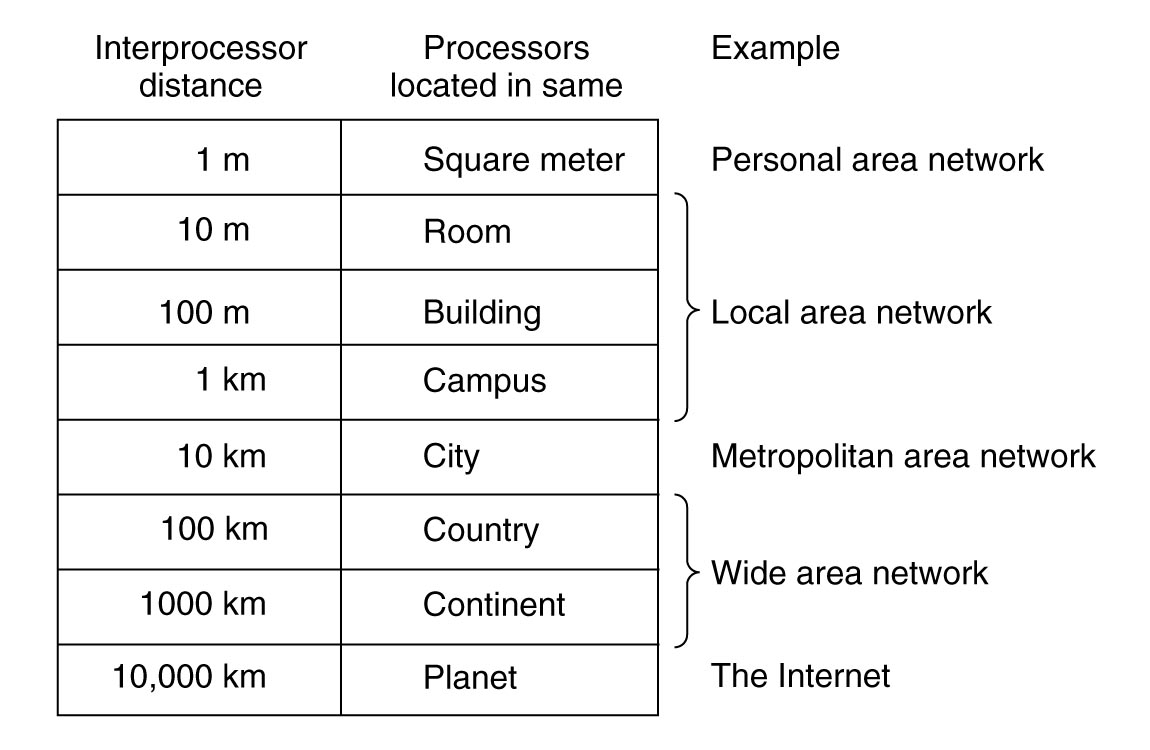 Interprocessor distance Processors located in same Example
1 m Square meter Personal area network
10 m Room
100 m Building Local area network
1 km Campus
10 km City Metropolitan area network
100 km Country
Wide area network
1000 km Continent
10,000 km Planet The Internet